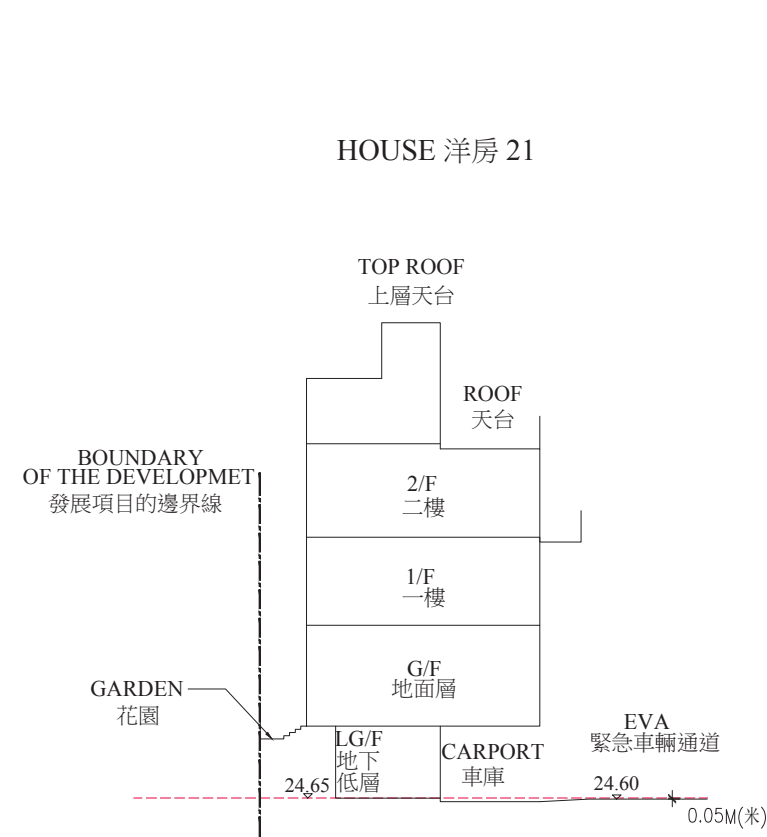 HOUSE 洋房 21
TOP ROOF
上層天台
ROOF
天台
BOUNDARY
OF THE DEVELOPMET
發展項目的邊界線
2/F
二樓
1/F
一樓
G/F
地面層
GARDEN
花園
LG/F
地下
低層
CARPORT
車庫
EVA
緊急車輛通道
24.65
24.60
0.05M(米)